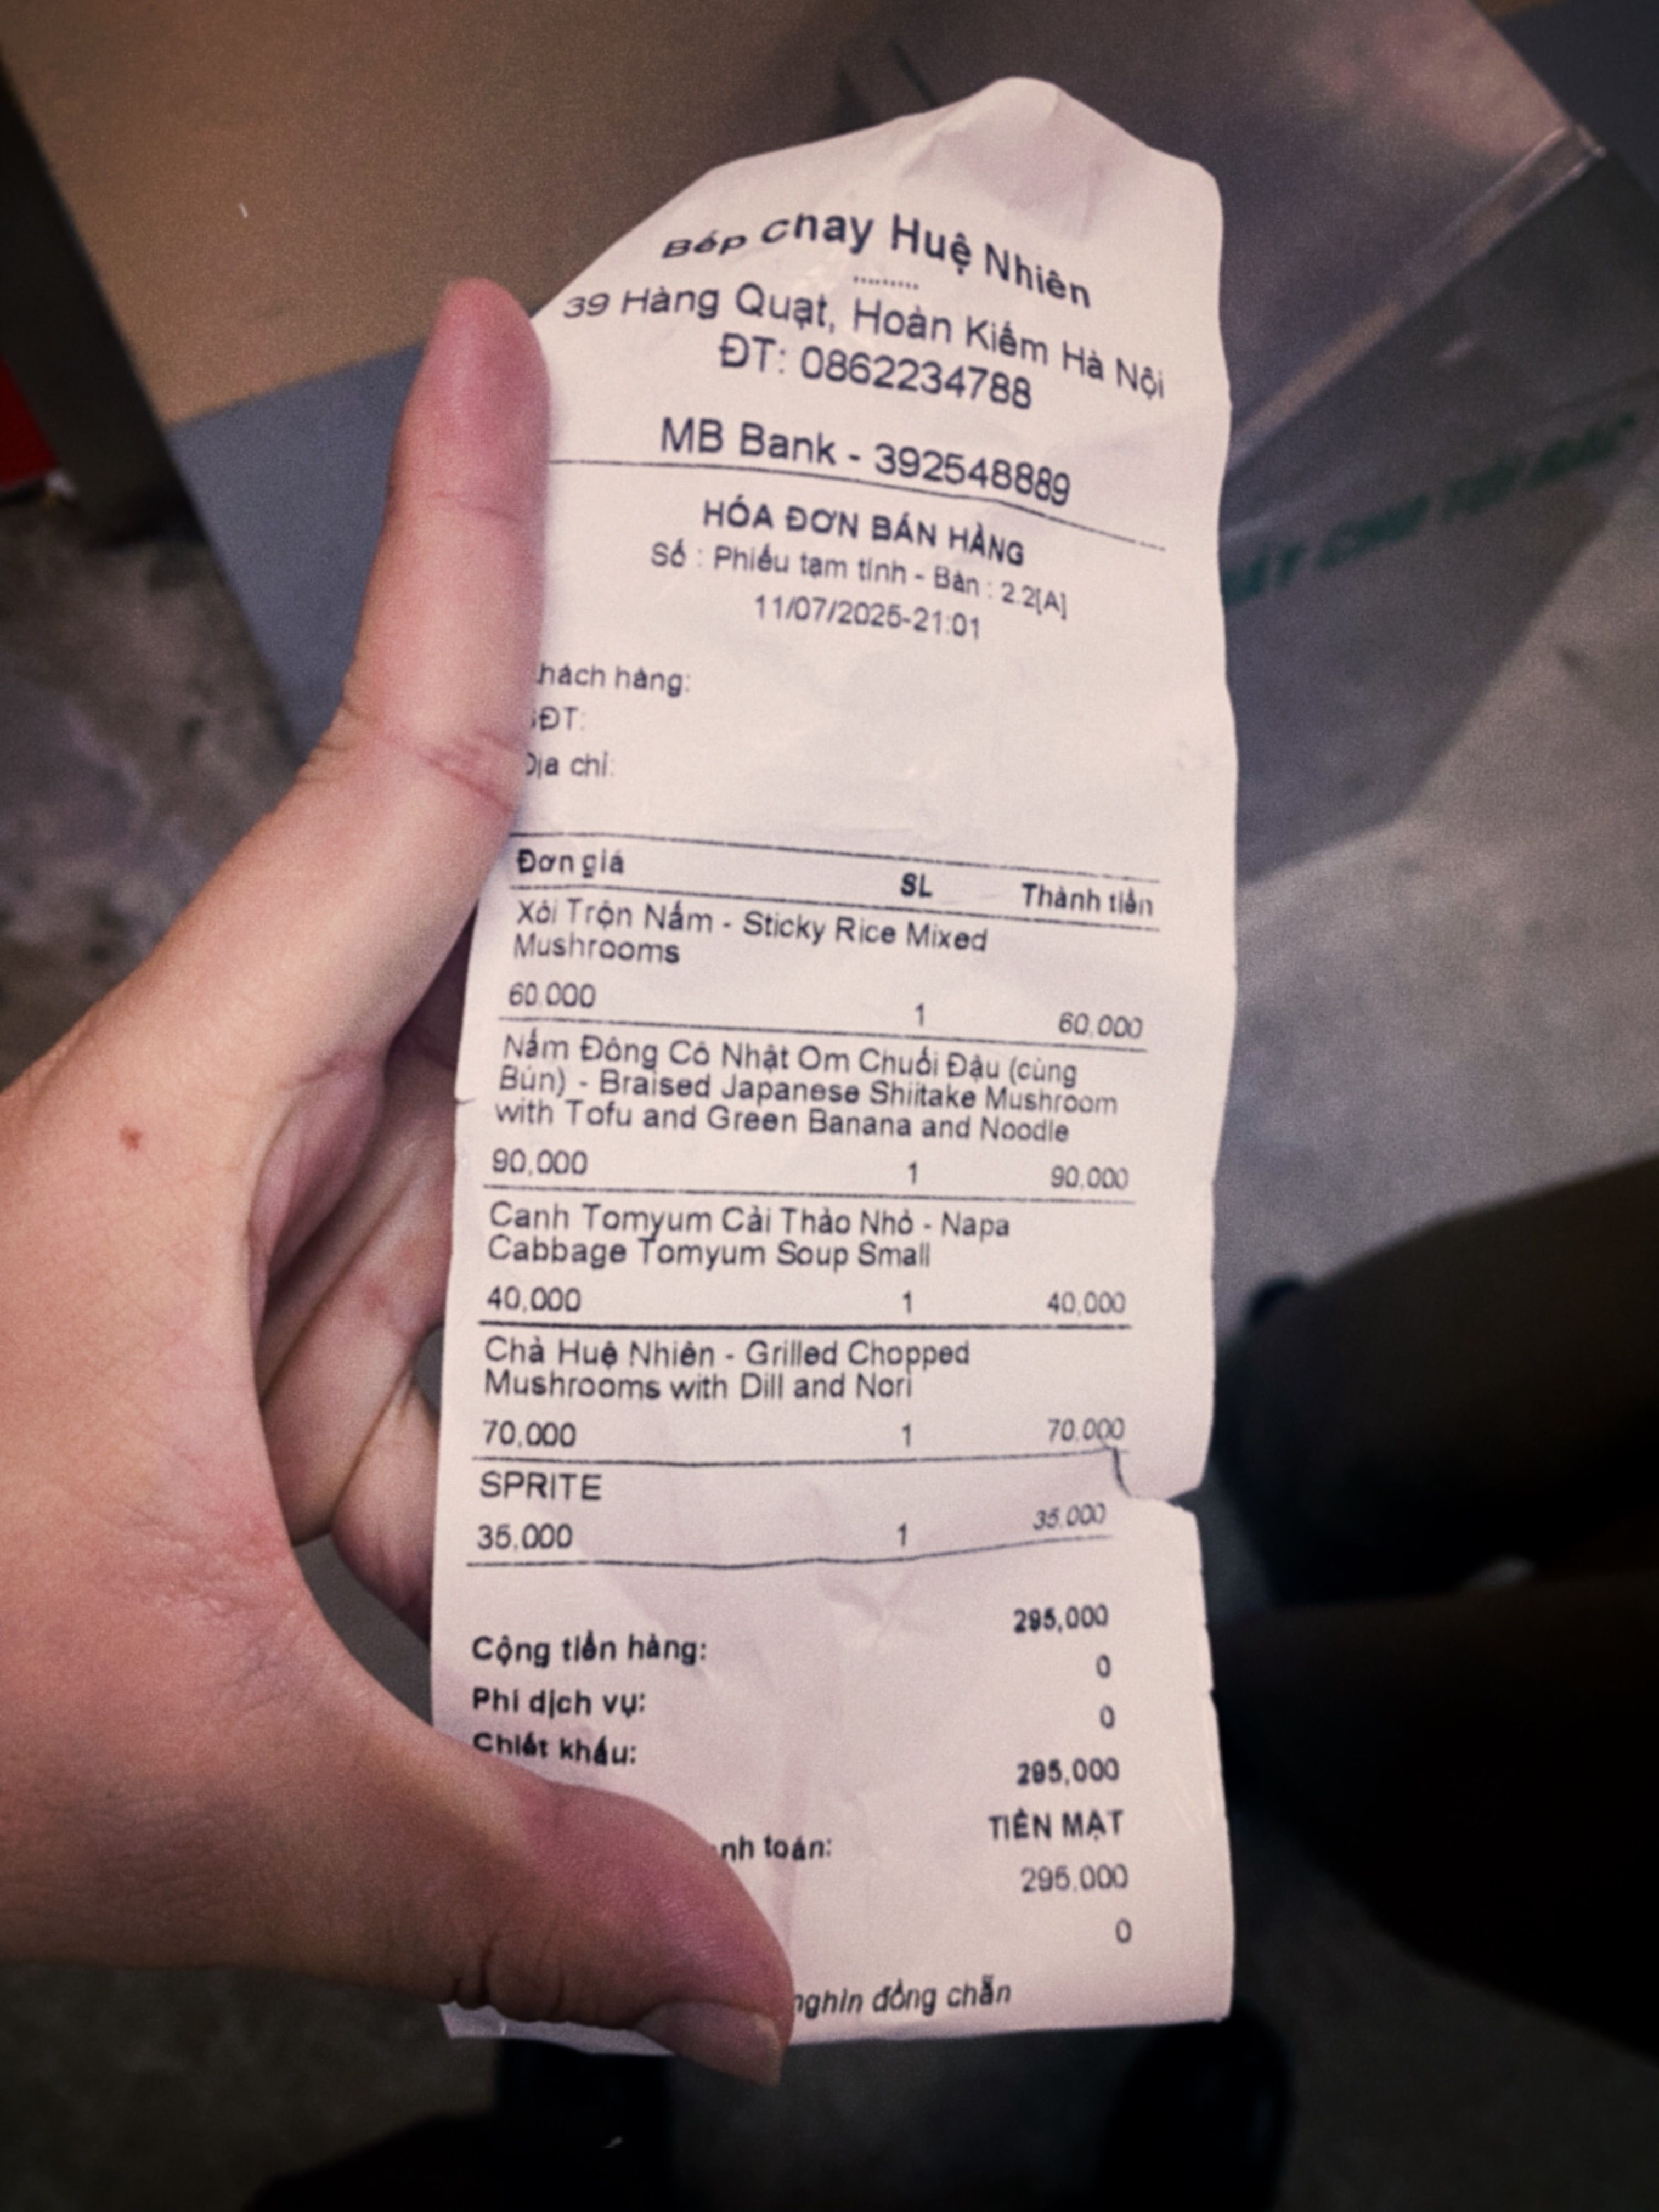 Bếp Chay Huệ Nhiên
.........
39 Hàng Quạt, Hoàn Kiếm Hà Nội
ĐT: 0862234788
MB Bank - 392548889
HÓA ĐƠN BÁN HÀNG
Số : Phiếu tạm tính - Bàn : 2.2[A]
11/07/2025-21:01
hách hàng:
ĐT:
Địa chỉ:
Đơn giá SL Thành tiền
Xôi Trộn Nấm - Sticky Rice Mixed
Mushrooms
60,000 1 60,000
Nấm Đông Cô Nhật Om Chuối Đậu (cùng
Bún) - Braised Japanese Shiitake Mushroom
with Tofu and Green Banana and Noodle
90,000 1 90,000
Canh Tomyum Cải Thảo Nhỏ - Napa
Cabbage Tomyum Soup Small
40,000 1 40,000
Chả Huệ Nhiên - Grilled Chopped
Mushrooms with Dill and Nori
70,000 1 70,000
SPRITE
35,000 1 35,000
Cộng tiền hàng: 295,000
Phí dịch vụ: 0
Chiết khấu: 0
295,000
nh toán: TIỀN MẶT
295,000
0
nghìn đồng chẵn